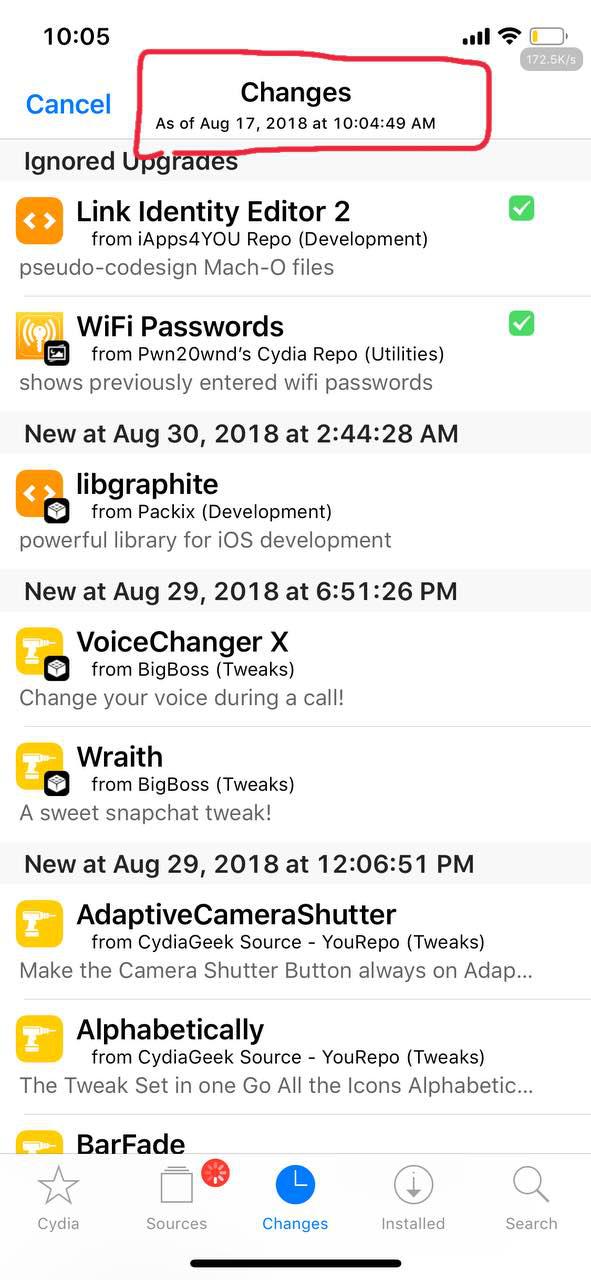 10:05
172.5K/s
Cancel
Changes
As of Aug 17, 2018 at 10:04:49 AM
Ignored Upgrades
Link Identity Editor 2
from iApps4YOU Repo (Development)
pseudo-codesign Mach-O files
WiFi Passwords
from Pwn20wnd’s Cydia Repo (Utilities)
shows previously entered wifi passwords
New at Aug 30, 2018 at 2:44:28 AM
libgraphite
from Packix (Development)
powerful library for iOS development
New at Aug 29, 2018 at 6:51:26 PM
VoiceChanger X
from BigBoss (Tweaks)
Change your voice during a call!
Wraith
from BigBoss (Tweaks)
A sweet snapchat tweak!
New at Aug 29, 2018 at 12:06:51 PM
AdaptiveCameraShutter
from CydiaGeek Source - YouRepo (Tweaks)
Make the Camera Shutter Button always on Adap...
Alphabetically
from CydiaGeek Source - YouRepo (Tweaks)
The Tweak Set in one Go All the Icons Alphabetic...
BarFade
Cydia
Sources
Changes
Installed
Search